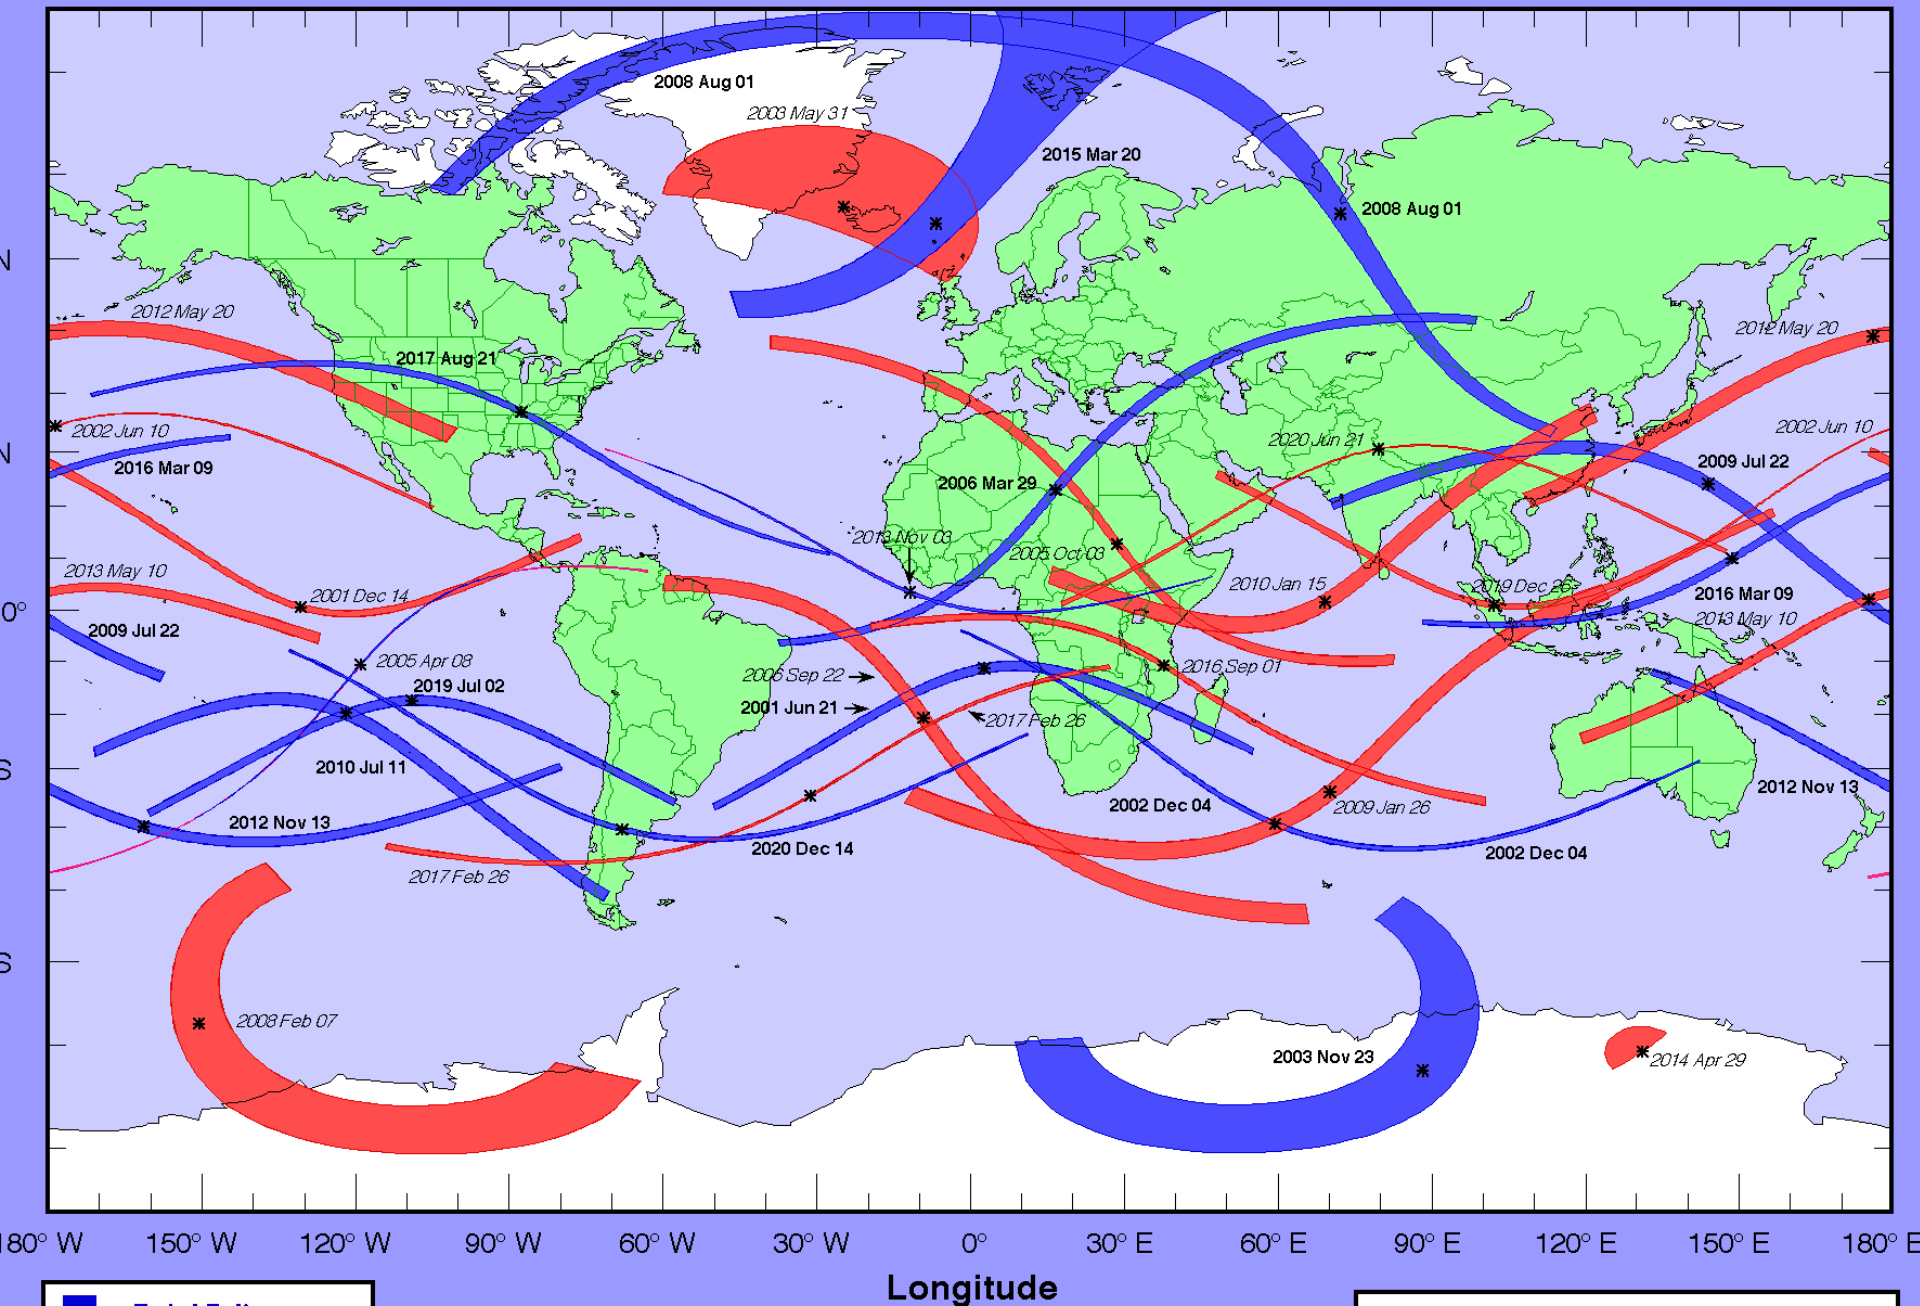 2008 Aug 01
2003 May 31
2015 Mar 20
2008 Aug 01
N
2012 May 20
2012 May 20
2017 Aug 21
2002 Jun 10
2002 Jun 10
2020 Jun 21
N
2016 Mar 09
2009 Jul 22
2006 Mar 29
2013 Nov 03
2005 Oct 03
2013 May 10
2010 Jan 15
2019 Dec 26
2001 Dec 14
2016 Mar 09
0°
2013 May 10
2009 Jul 22
2005 Apr 08
2016 Sep 01
2006 Sep 22
2019 Jul 02
2001 Jun 21
2017 Feb 26
2010 Jul 11
S
2012 Nov 13
2002 Dec 04
2009 Jan 26
2012 Nov 13
2020 Dec 14
2002 Dec 04
2017 Feb 26
S
2008 Feb 07
2003 Nov 23
2014 Apr 29
180° W 150° W 120° W 90° W 60° W 30° W 0° 30° E 60° E 90° E 120° E 150° E 180° E
Longitude